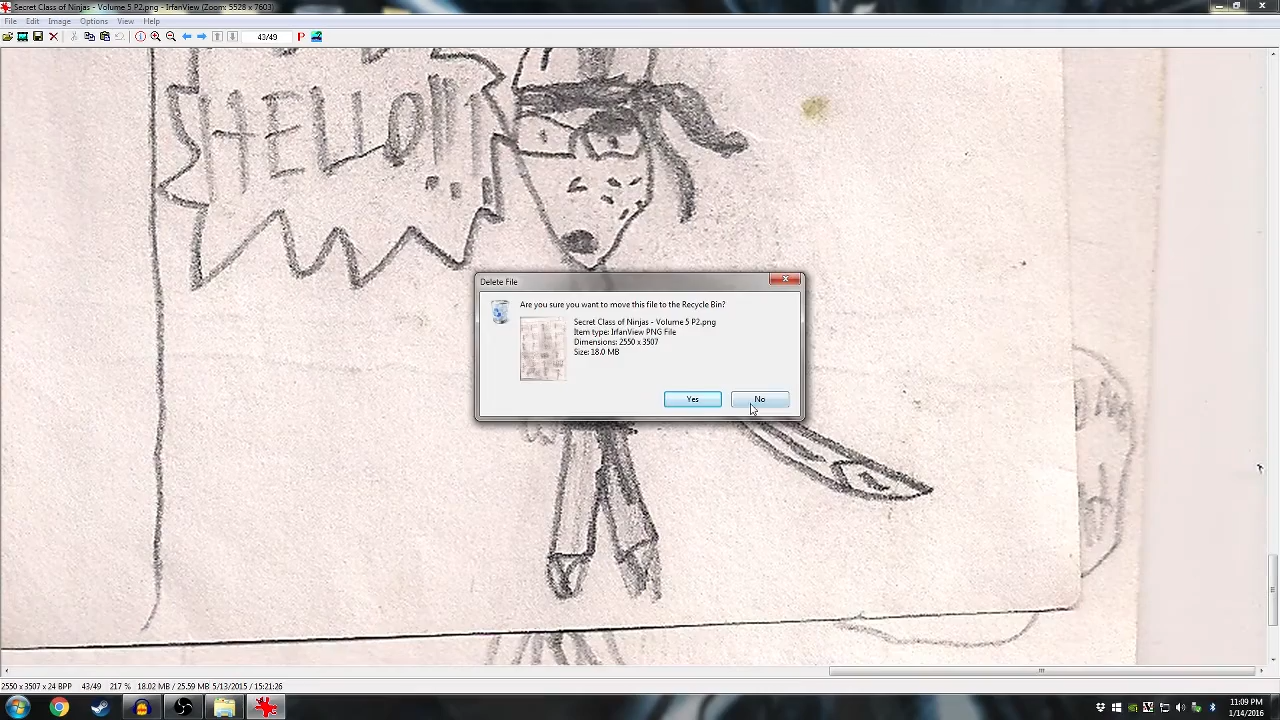 Secret Class of Ninjas - Volume 5 P2.png - IrfanView (Zoom: 5528 x 7603)
File Edit Image Options View Help
43/49
HELLO!!!
Delete File
Are you sure you want to move this file to the Recycle Bin?
Secret Class of Ninjas - Volume 5 P2.png
Item type: IrfanView PNG File
Dimensions: 2550 x 3507
Size: 18.0 MB
Yes No
2550 x 3507 x 24 BPP 43/49 217 % 18.02 MB / 25.59 MB 5/13/2015 / 15:21:26
11:09 PM
1/14/2016